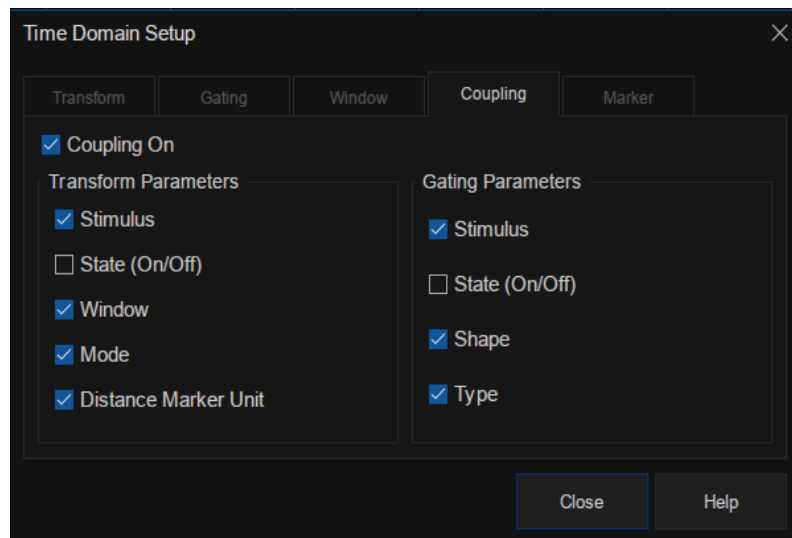 Time Domain Setup
Transform Gating Window Coupling Marker
Coupling On
Transform Parameters
Stimulus
State (On/Off)
Window
Mode
Distance Marker Unit
Gating Parameters
Stimulus
State (On/Off)
Shape
Type
Close Help